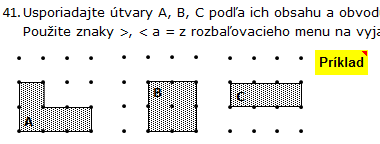 41. Usporiadajte útvary A, B, C podľa ich obsahu a obvod
Použite znaky >, < a = z rozbaľovacieho menu na vyja
Príklad
A
B
C